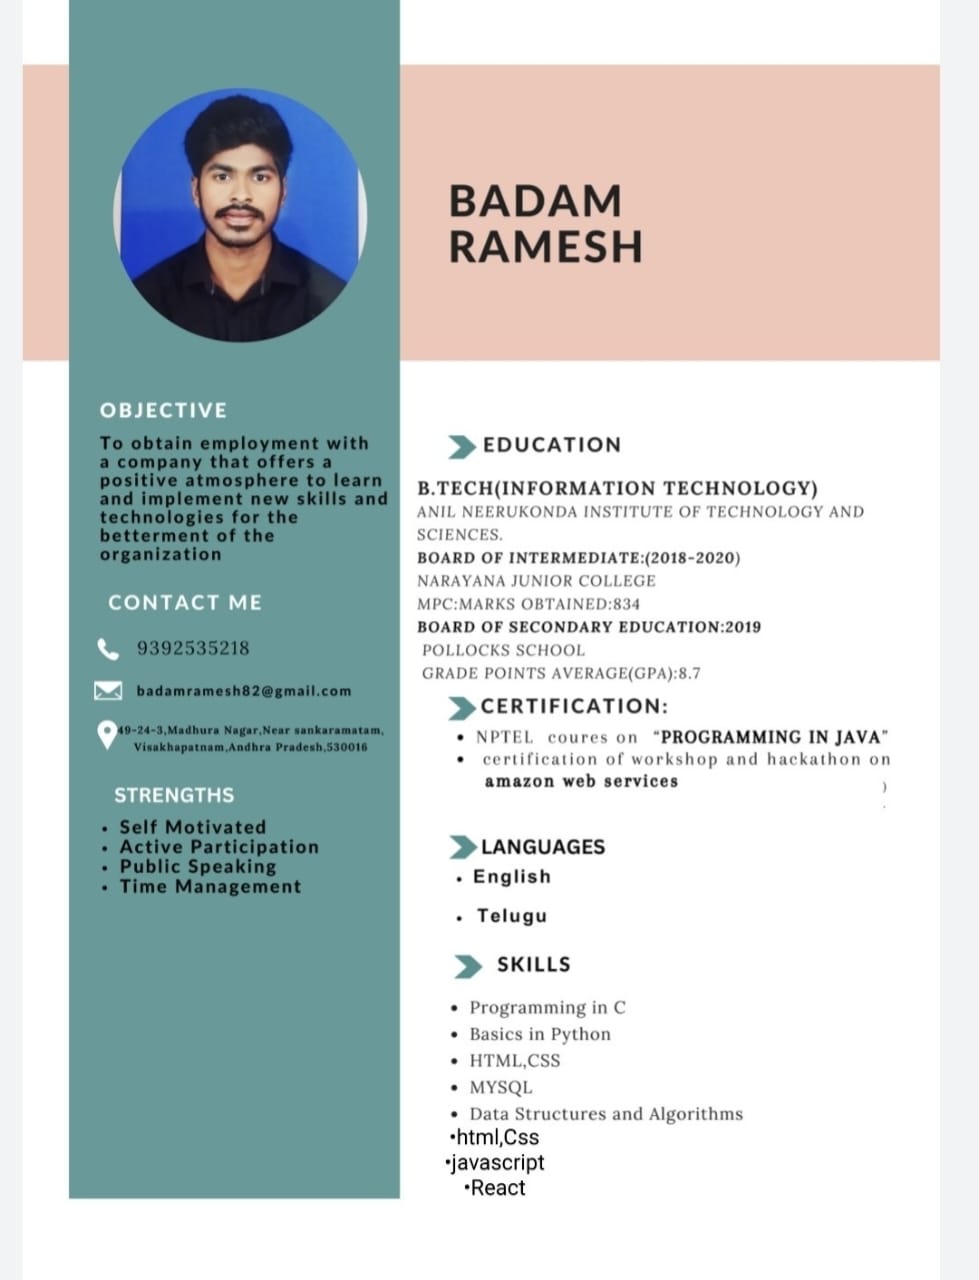 BADAM
RAMESH
OBJECTIVE
To obtain employment with
a company that offers a
positive atmosphere to learn
and implement new skills and
technologies for the
betterment of the
organization
CONTACT ME
9392535218
badamramesh82@gmail.com
49-24-3,Madhura Nagar,Near sankaramatam,
Visakhapatnam,Andhra Pradesh,530016
STRENGTHS
• Self Motivated
• Active Participation
• Public Speaking
• Time Management
EDUCATION
B.TECH(INFORMATION TECHNOLOGY)
ANIL NEERUKONDA INSTITUTE OF TECHNOLOGY AND
SCIENCES.
BOARD OF INTERMEDIATE:(2018-2020)
NARAYANA JUNIOR COLLEGE
MPC:MARKS OBTAINED:834
BOARD OF SECONDARY EDUCATION:2019
POLLOCKS SCHOOL
GRADE POINTS AVERAGE(GPA):8.7
CERTIFICATION:
• NPTEL coures on “PROGRAMMING IN JAVA”
• certification of workshop and hackathon on
amazon web services
)
.
LANGUAGES
• English
• Telugu
SKILLS
• Programming in C
• Basics in Python
• HTML,CSS
• MYSQL
• Data Structures and Algorithms
•html,Css
•javascript
•React